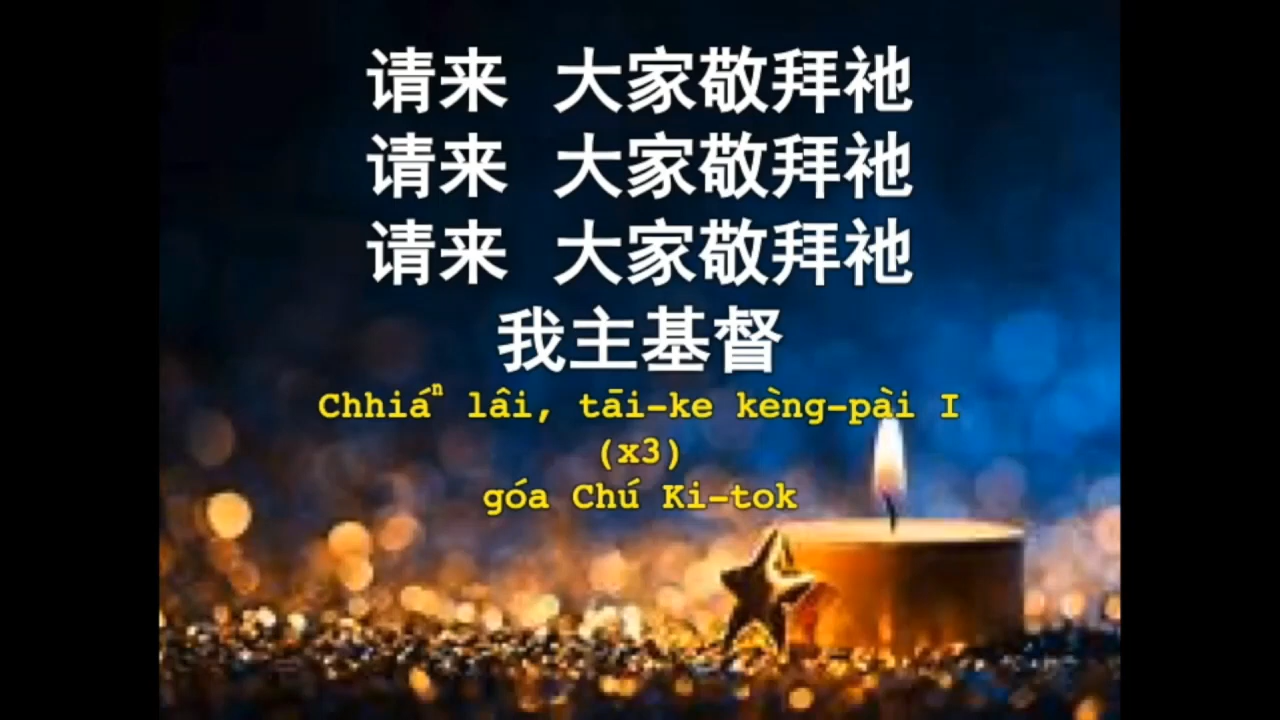 请来 大家敬拜祂
请来 大家敬拜祂
请来 大家敬拜祂
我主基督
Chhiáⁿ lâi, tāi-ke kèng-pài I
(x3)
góa Chú Ki-tok